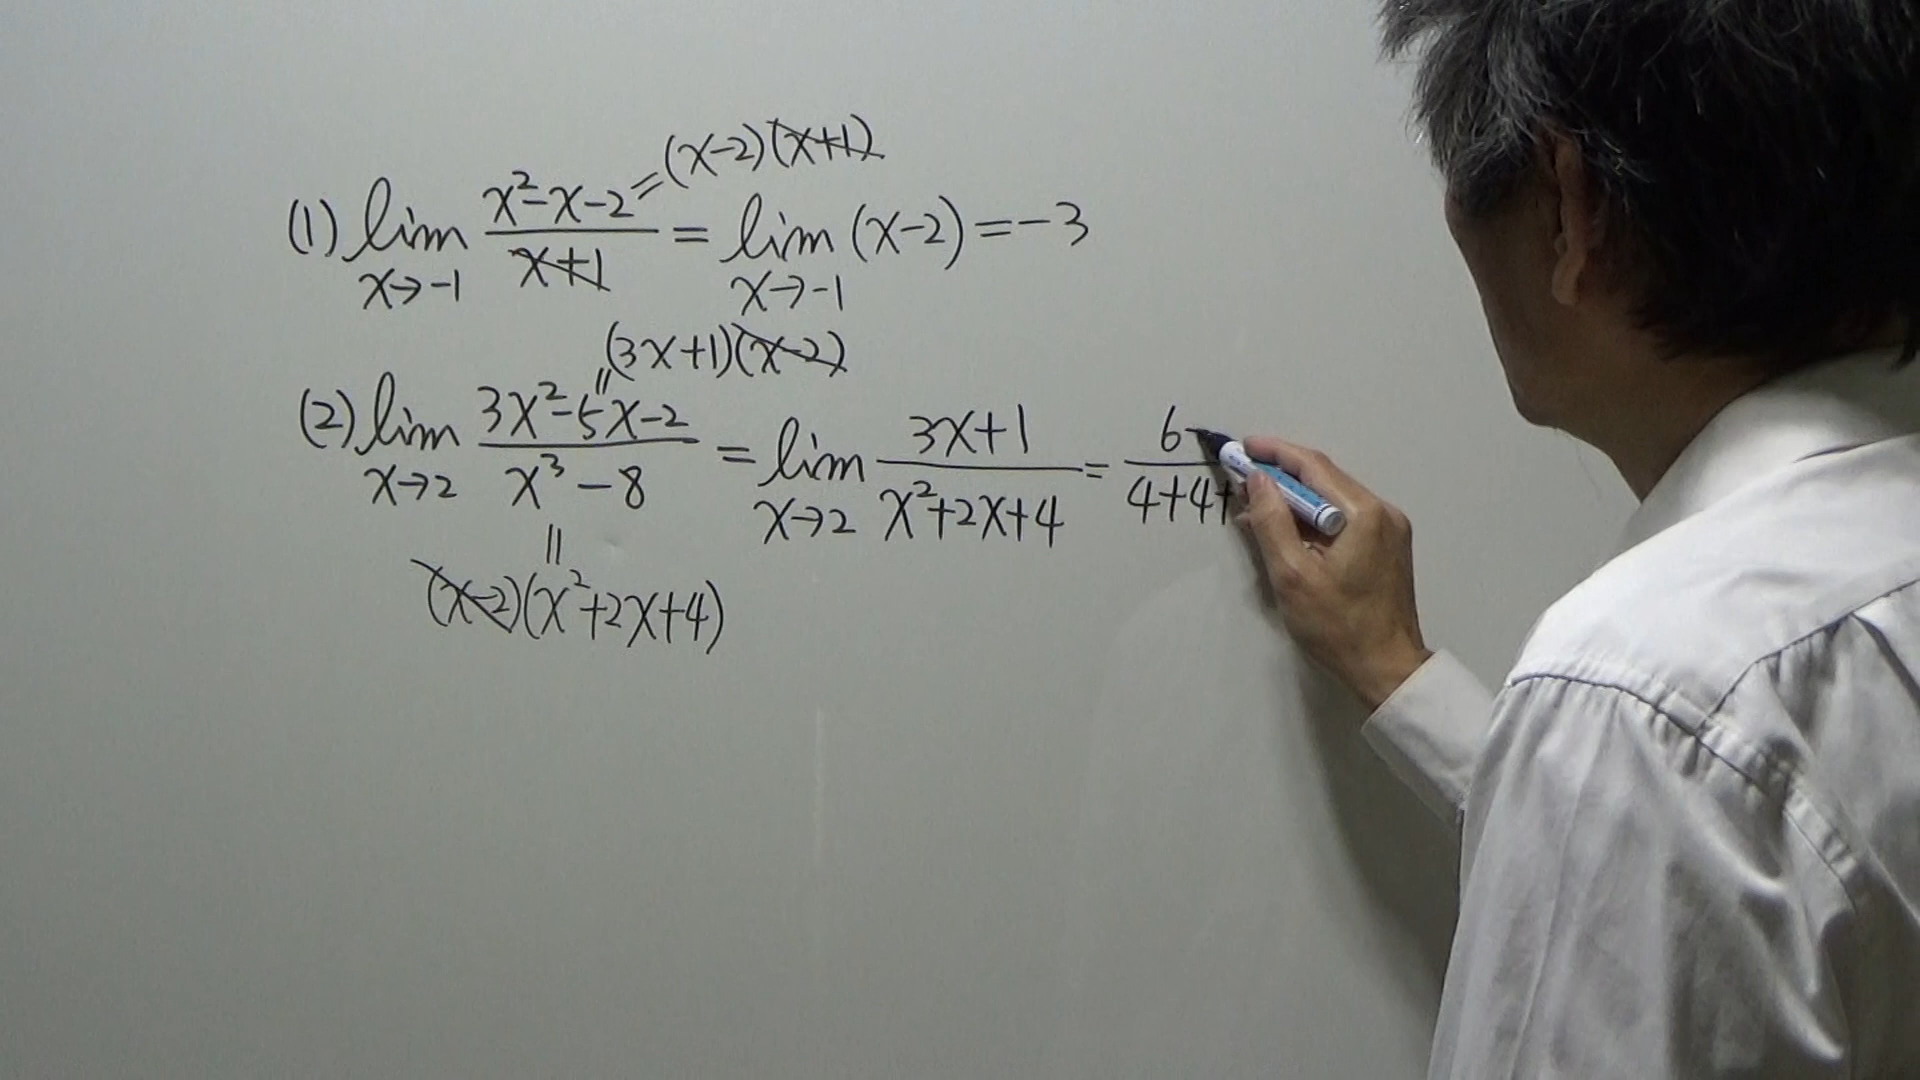 (1) lim x→-1 x²-x-2 / x+1 = (x-2)(x+1) = lim x→-1 (x-2) = -3
(3x+1)(x-2)
(2) lim x→2 3x²-5x-2 / x³-8 = lim x→2 3x+1 / x²+2x+4 = 6 / 4+4+
(x-2)(x²+2x+4)